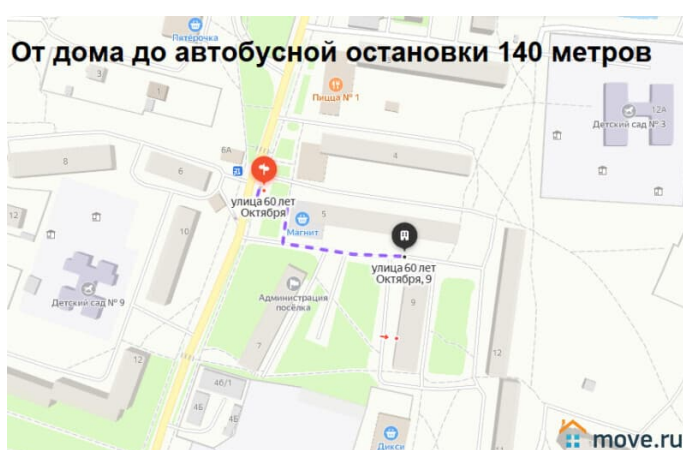 Пятёрочка
От дома до автобусной остановки 140 метров
3
1
Пицца № 1
12А
Детский сад № 3
6А
8
6
4
улица 60 лет
Октября
12
5
Магнит
10
улица 60 лет
Октября, 9
Детский сад № 9
Администрация
посёлка
9
7
12
12
46/1
4Б
4Б
Дикси
move.ru